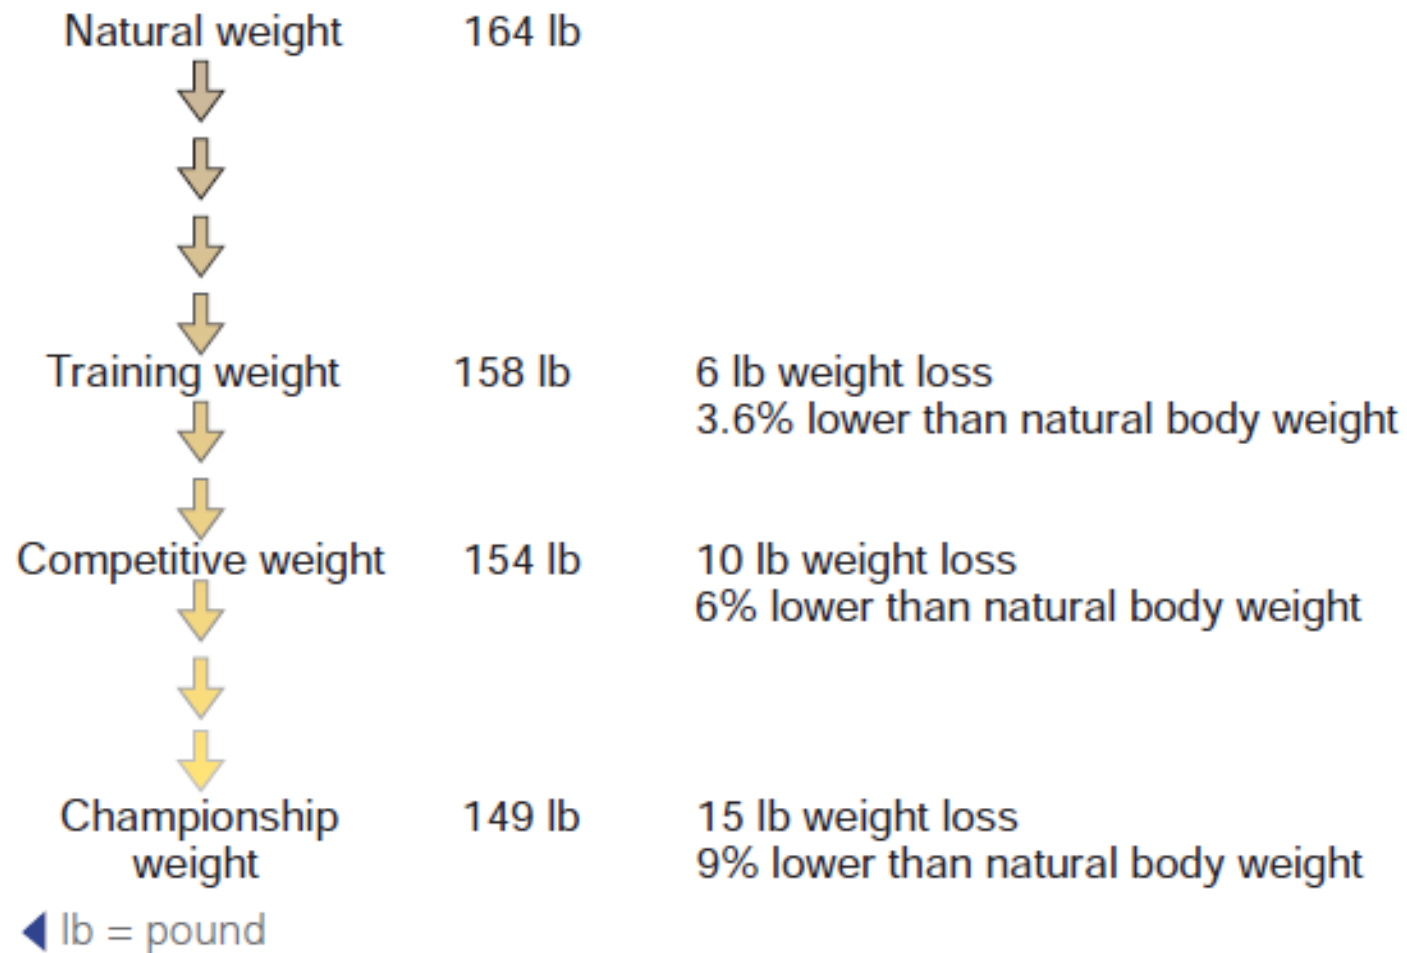 Natural weight 164 lb
Training weight 158 lb 6 lb weight loss
3.6% lower than natural body weight
Competitive weight 154 lb 10 lb weight loss
6% lower than natural body weight
Championship 149 lb 15 lb weight loss
weight 9% lower than natural body weight
lb = pound